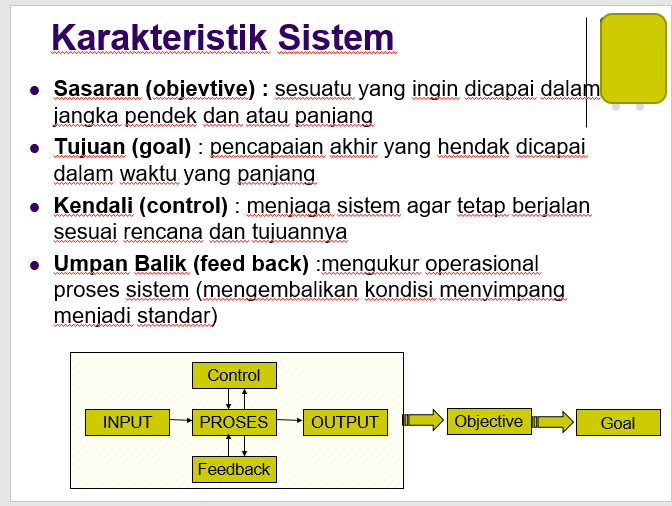 Karakteristik Sistem
Sasaran (objevtive) : sesuatu yang ingin dicapai dalam
jangka pendek dan atau panjang
Tujuan (goal) : pencapaian akhir yang hendak dicapai
dalam waktu yang panjang
Kendali (control) : menjaga sistem agar tetap berjalan
sesuai rencana dan tujuannya
Umpan Balik (feed back) :mengukur operasional
proses sistem (mengembalikan kondisi menyimpang
menjadi standar)
Control
INPUT
PROSES
OUTPUT
Objective
Goal
Feedback